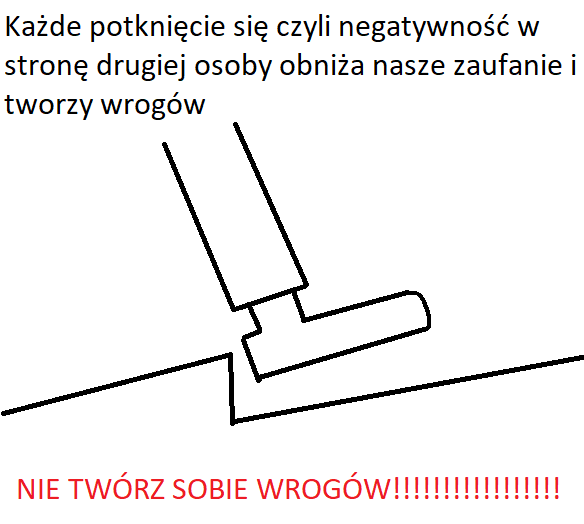 Każde potknięcie się czyli negatywność w
stronę drugiej osoby obniża nasze zaufanie i
tworzy wrogów
NIE TWÓRZ SOBIE WROGÓW!!!!!!!!!!!!!!!!!